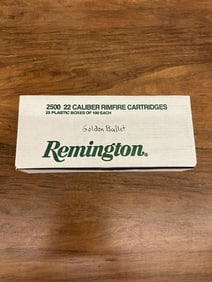 2500 22 CALIBER RIMFIRE CARTRIDGES
25 PLASTIC BOXES OF 100 EACH
Golden Bullet
Remington®